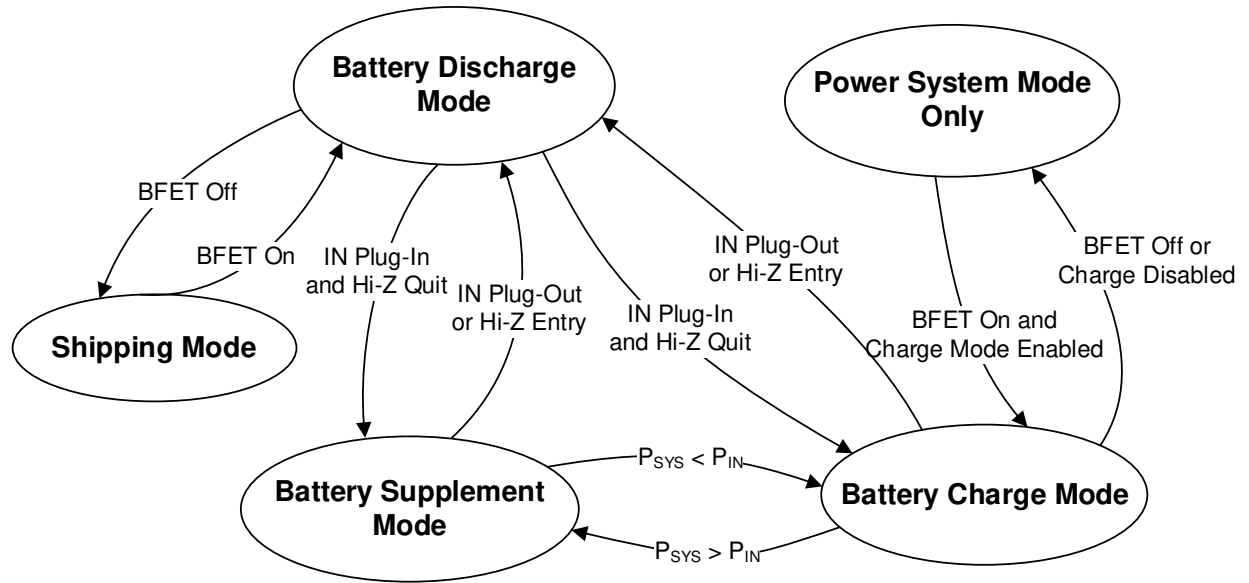 Battery Discharge
Mode
Power System Mode
Only
BFET Off
BFET On
IN Plug-In
and Hi-Z Quit
IN Plug-Out
or Hi-Z Entry
IN Plug-In
and Hi-Z Quit
IN Plug-Out
or Hi-Z Entry
BFET Off or
Charge Disabled
BFET On and
Charge Mode Enabled
Shipping Mode
Battery Supplement
Mode
PSYS < PIN
PSYS > PIN
Battery Charge Mode